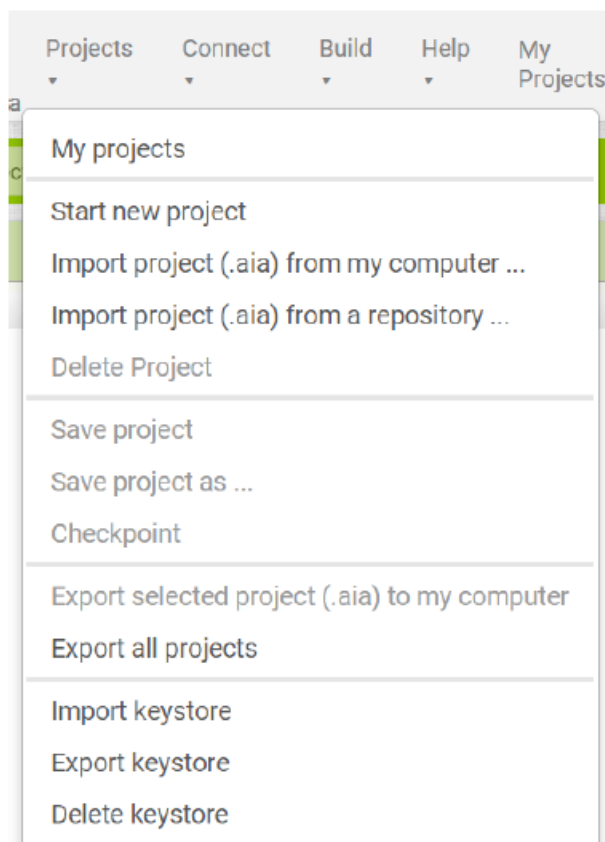 Projects Connect Build Help My Projects
a
c
My projects
Start new project
Import project (.aia) from my computer ...
Import project (.aia) from a repository ...
Delete Project
Save project
Save project as ...
Checkpoint
Export selected project (.aia) to my computer
Export all projects
Import keystore
Export keystore
Delete keystore